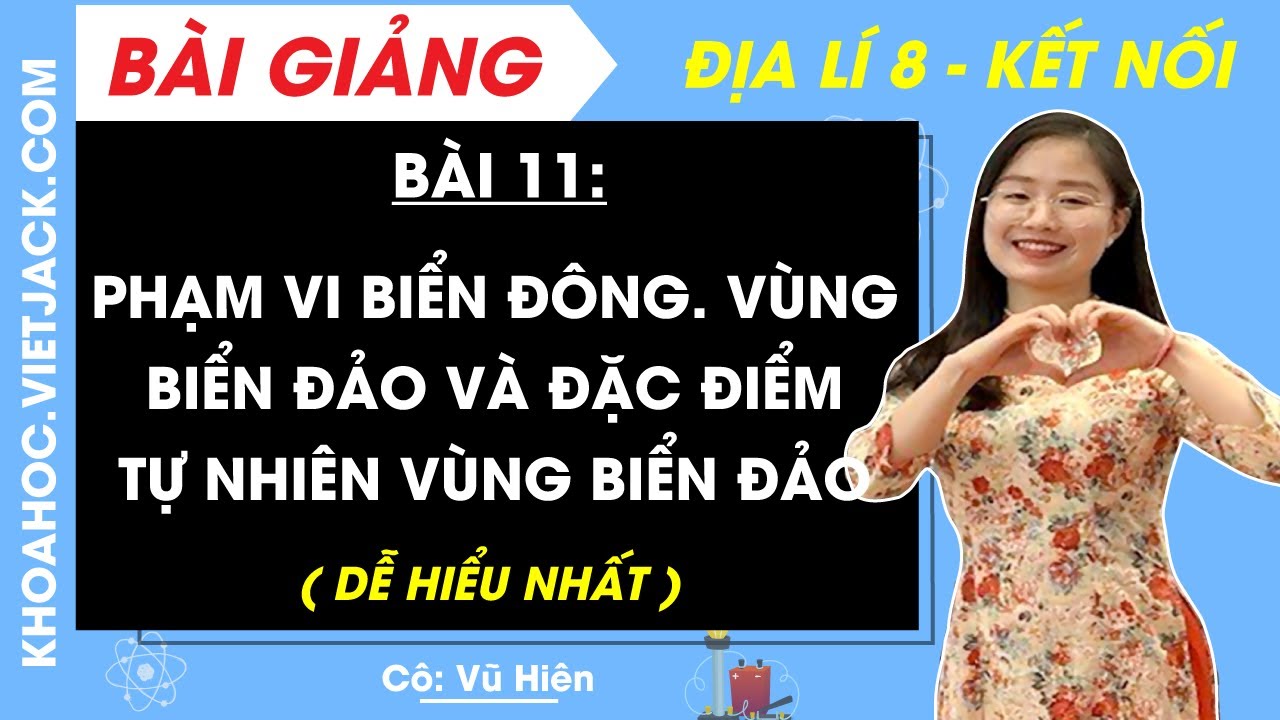 BÀI GIẢNG
ĐỊA LÍ 8 - KẾT NỐI
KHOAHOC.VIETJACK.COM
BÀI 11:
PHẠM VI BIỂN ĐÔNG. VÙNG
BIỂN ĐẢO VÀ ĐẶC ĐIỂM
TỰ NHIÊN VÙNG BIỂN ĐẢO
( DỄ HIỂU NHẤT )
Cô: Vũ Hiên